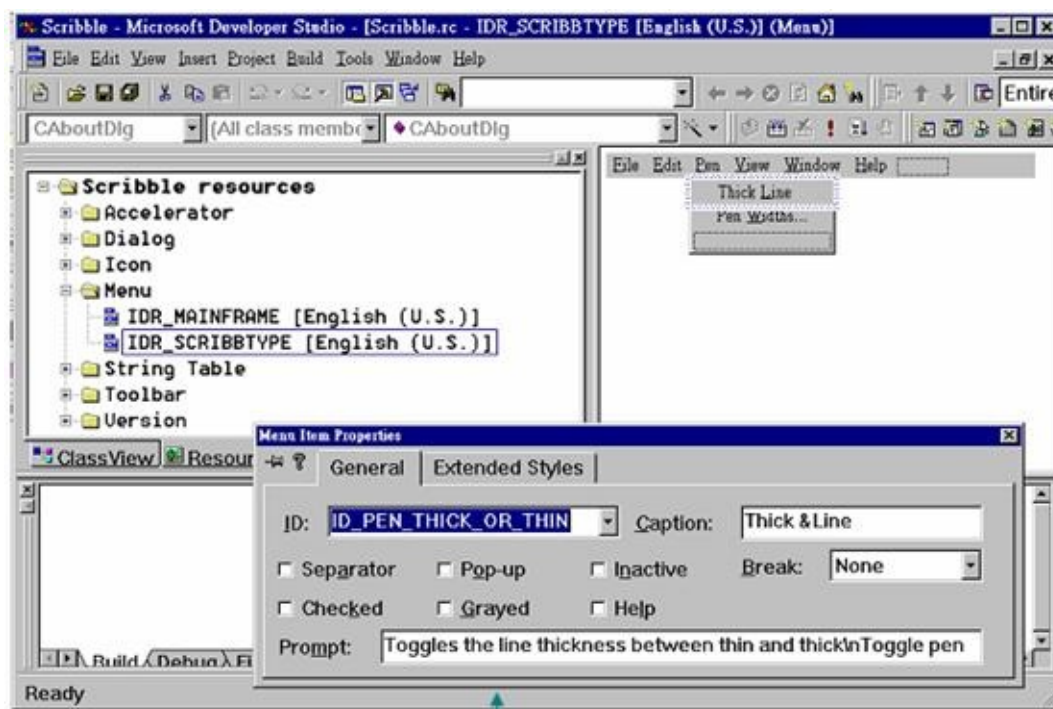 Scribble - Microsoft Developer Studio - [Scribble.rc - IDR_SCRIBBTYPE [English (U.S.)] (Menu)]
File Edit View Insert Project Build Tools Window Help
Entire
CAboutDlg (All class membe CAboutDlg
Scribble resources
Accelerator
Dialog
Icon
Menu
IDR_MAINFRAME [English (U.S.)]
IDR_SCRIBBTYPE [English (U.S.)]
String Table
Toolbar
Version
ClassView Resour
File Edit Pen View Window Help
Thick Line
Pen Widths...
Menu Item Properties
General Extended Styles
ID: ID_PEN_THICK_OR_THIN Caption: Thick &Line
Separator Pop-up Inactive Break: None
Checked Grayed Help
Prompt: Toggles the line thickness between thin and thick\nToggle pen
Build Debug Fi
Ready